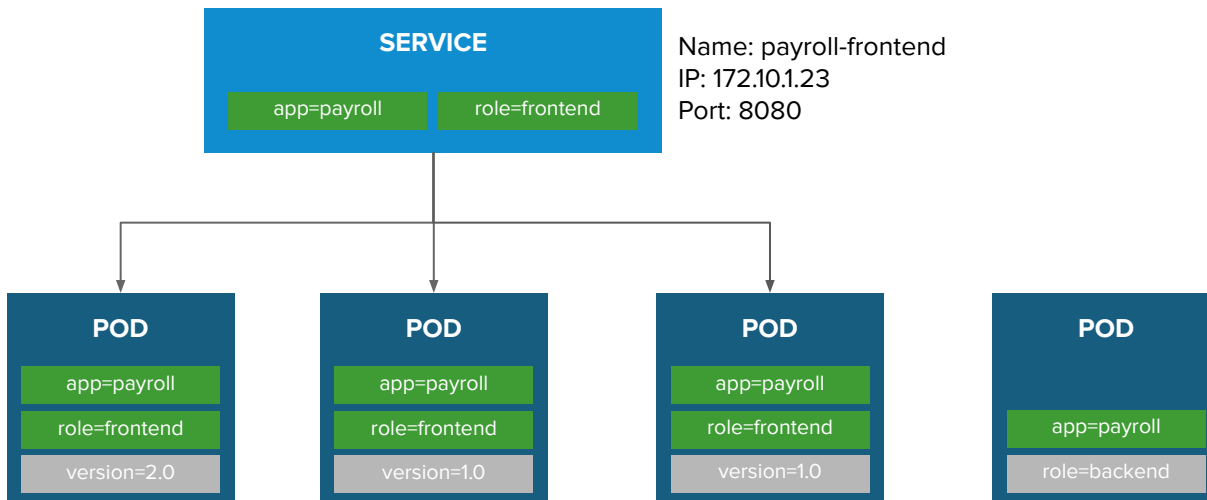 SERVICE
app=payroll
role=frontend
Name: payroll-frontend
IP: 172.10.1.23
Port: 8080
POD
app=payroll
role=frontend
version=2.0
POD
app=payroll
role=frontend
version=1.0
POD
app=payroll
role=frontend
version=1.0
POD
app=payroll
role=backend